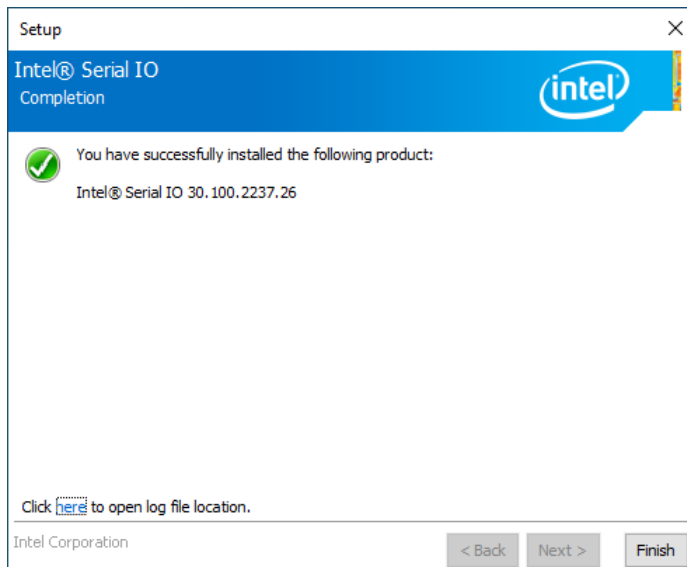 Setup
Intel® Serial IO
Completion
intel
You have successfully installed the following product:
Intel® Serial IO 30.100.2237.26
Click here to open log file location.
Intel Corporation
< Back Next > Finish